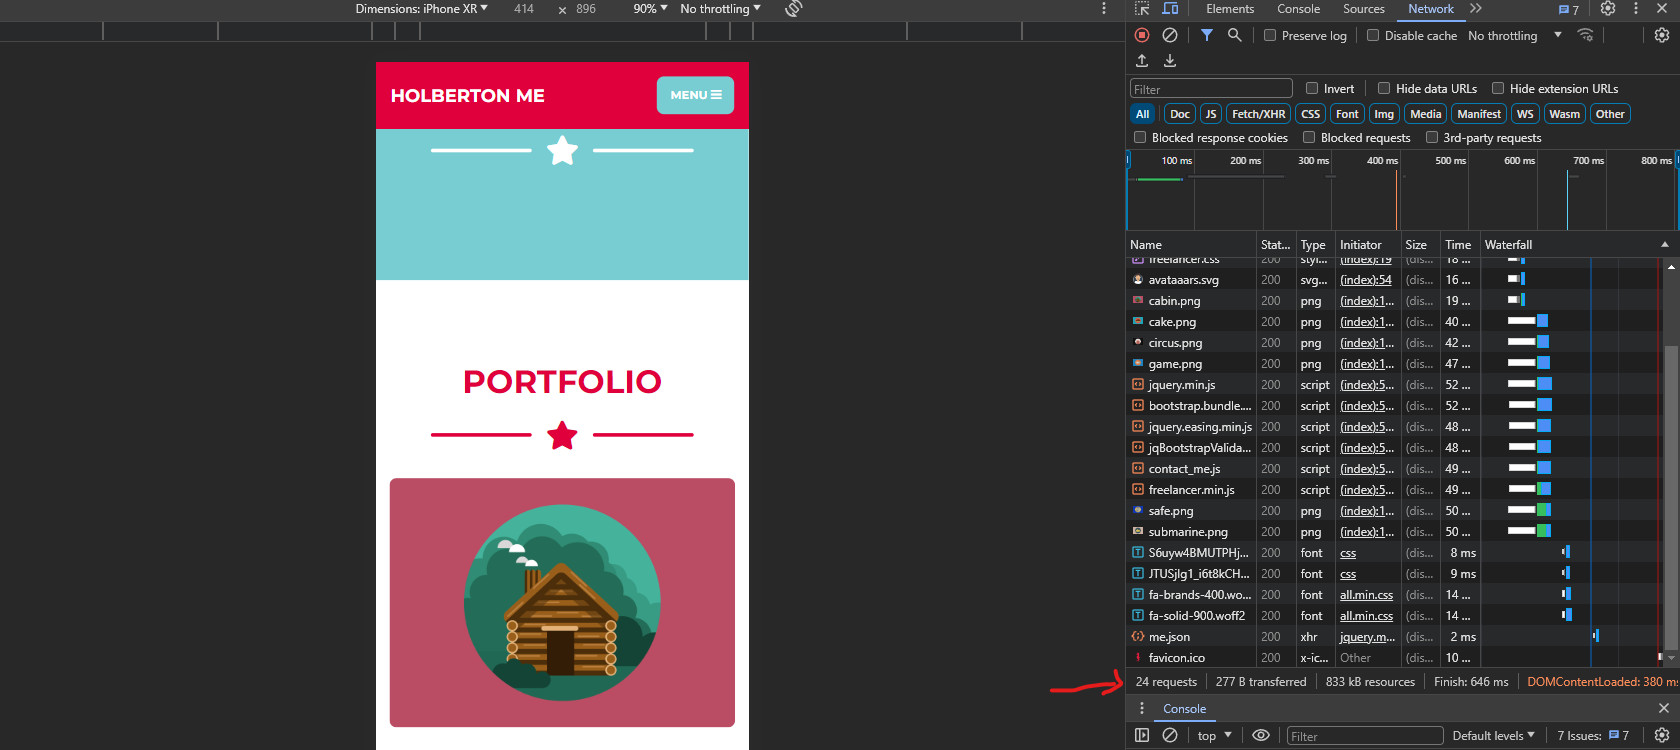 Dimensions: iPhone XR 414 × 896 90% No throttling
HOLBERTON ME
MENU
PORTFOLIO
Elements Console Sources Network 7
Preserve log Disable cache No throttling
Filter Invert Hide data URLs Hide extension URLs
All Doc JS Fetch/XHR CSS Font Img Media Manifest WS Wasm Other
Blocked response cookies Blocked requests 3rd-party requests
100 ms 200 ms 300 ms 400 ms 500 ms 600 ms 700 ms 800 ms
Name Stat... Type Initiator Size Time Waterfall
freelancer.css 200 styl... (index):19 (dis... 18 ...
avataaars.svg 200 svg... (index):54 (dis... 16 ...
cabin.png 200 png (index):1... (dis... 19 ...
cake.png 200 png (index):1... (dis... 40 ...
circus.png 200 png (index):1... (dis... 42 ...
game.png 200 png (index):1... (dis... 47 ...
jquery.min.js 200 script (index):5... (dis... 52 ...
bootstrap.bundle.... 200 script (index):5... (dis... 52 ...
jquery.easing.min.js 200 script (index):5... (dis... 48 ...
jqBootstrapValida... 200 script (index):5... (dis... 48 ...
contact_me.js 200 script (index):5... (dis... 49 ...
freelancer.min.js 200 script (index):5... (dis... 49 ...
safe.png 200 png (index):1... (dis... 50 ...
submarine.png 200 png (index):1... (dis... 50 ...
S6uyw4BMUTPHj... 200 font css (dis... 8 ms
JTUSjIg1_i6t8kCH... 200 font css (dis... 9 ms
fa-brands-400.wo... 200 font all.min.css (dis... 14 ...
fa-solid-900.woff2 200 font all.min.css (dis... 14 ...
me.json 200 xhr jquery.m... (dis... 2 ms
favicon.ico 200 x-ic... Other (dis... 10 ...
24 requests 277 B transferred 833 kB resources Finish: 646 ms DOMContentLoaded: 380 ms
Console
top Filter Default levels 7 Issues: 7